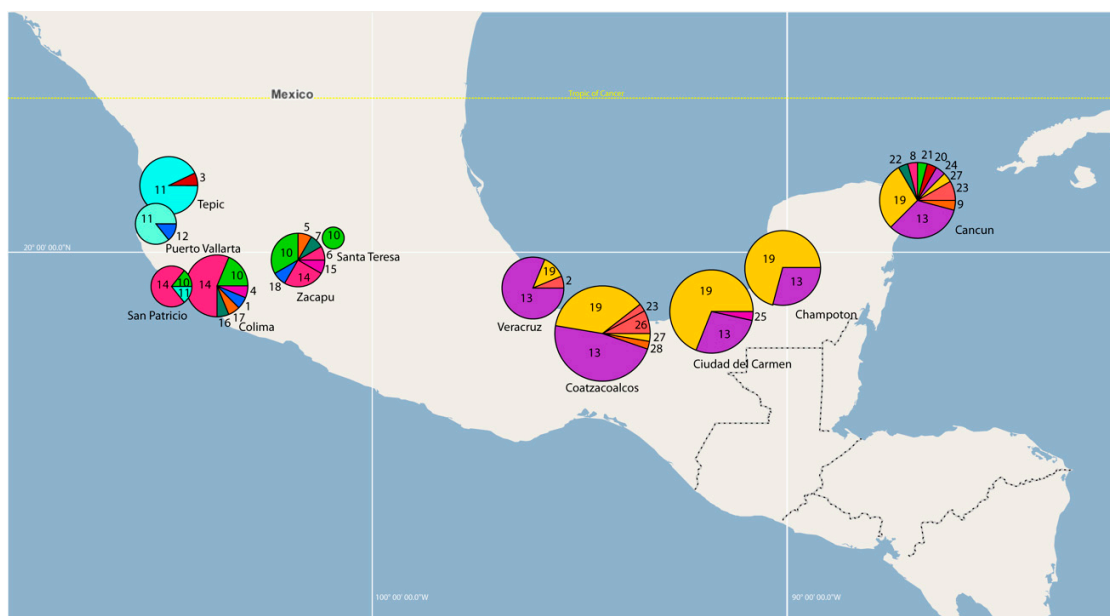 Mexico
Tropic of Cancer
11
3
Tepic
11
12
Puerto Vallarta
20° 00' 00.0"N
14
10
11
San Patricio
14
10
4
1
17
16
Colima
10
5
7
6
15
14
18
Zacapu
10
Santa Teresa
13
19
2
Veracruz
19
23
26
27
28
13
Coatzacoalcos
19
25
13
Ciudad del Carmen
19
13
Champoton
22
8
21
20
24
27
23
9
19
13
Cancun
100° 00' 00.0"W
90° 00' 00.0"W